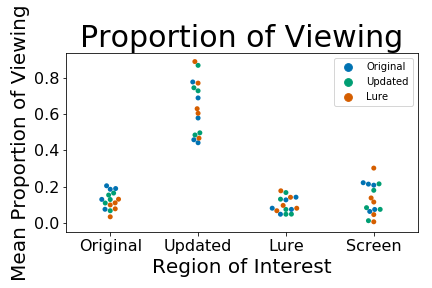 Proportion of Viewing
Mean Proportion of Viewing
0.8
0.6
0.4
0.2
0.0
Original
Updated
Lure
Original Updated Lure Screen
Region of Interest